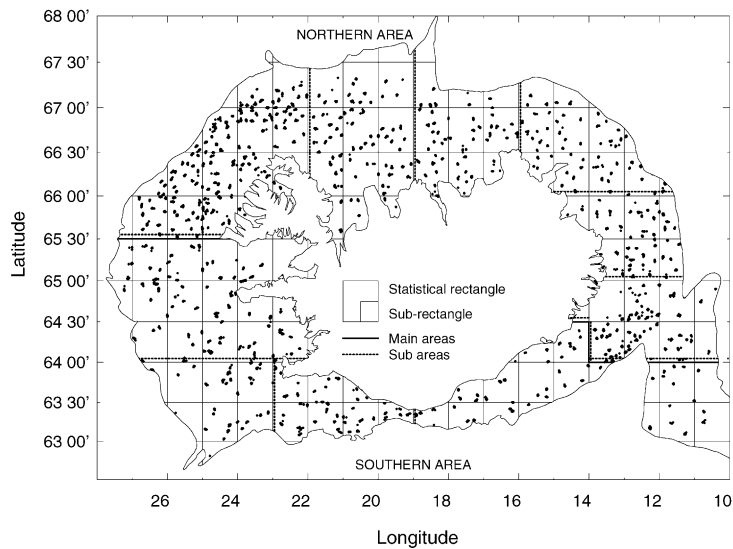 68 00'
NORTHERN AREA
67 30'
67 00'
66 30'
66 00'
65 30'
65 00'
64 30'
64 00'
63 30'
63 00'
Latitude
Statistical rectangle
Sub-rectangle
Main areas
Sub areas
SOUTHERN AREA
26 24 22 20 18 16 14 12 10
Longitude